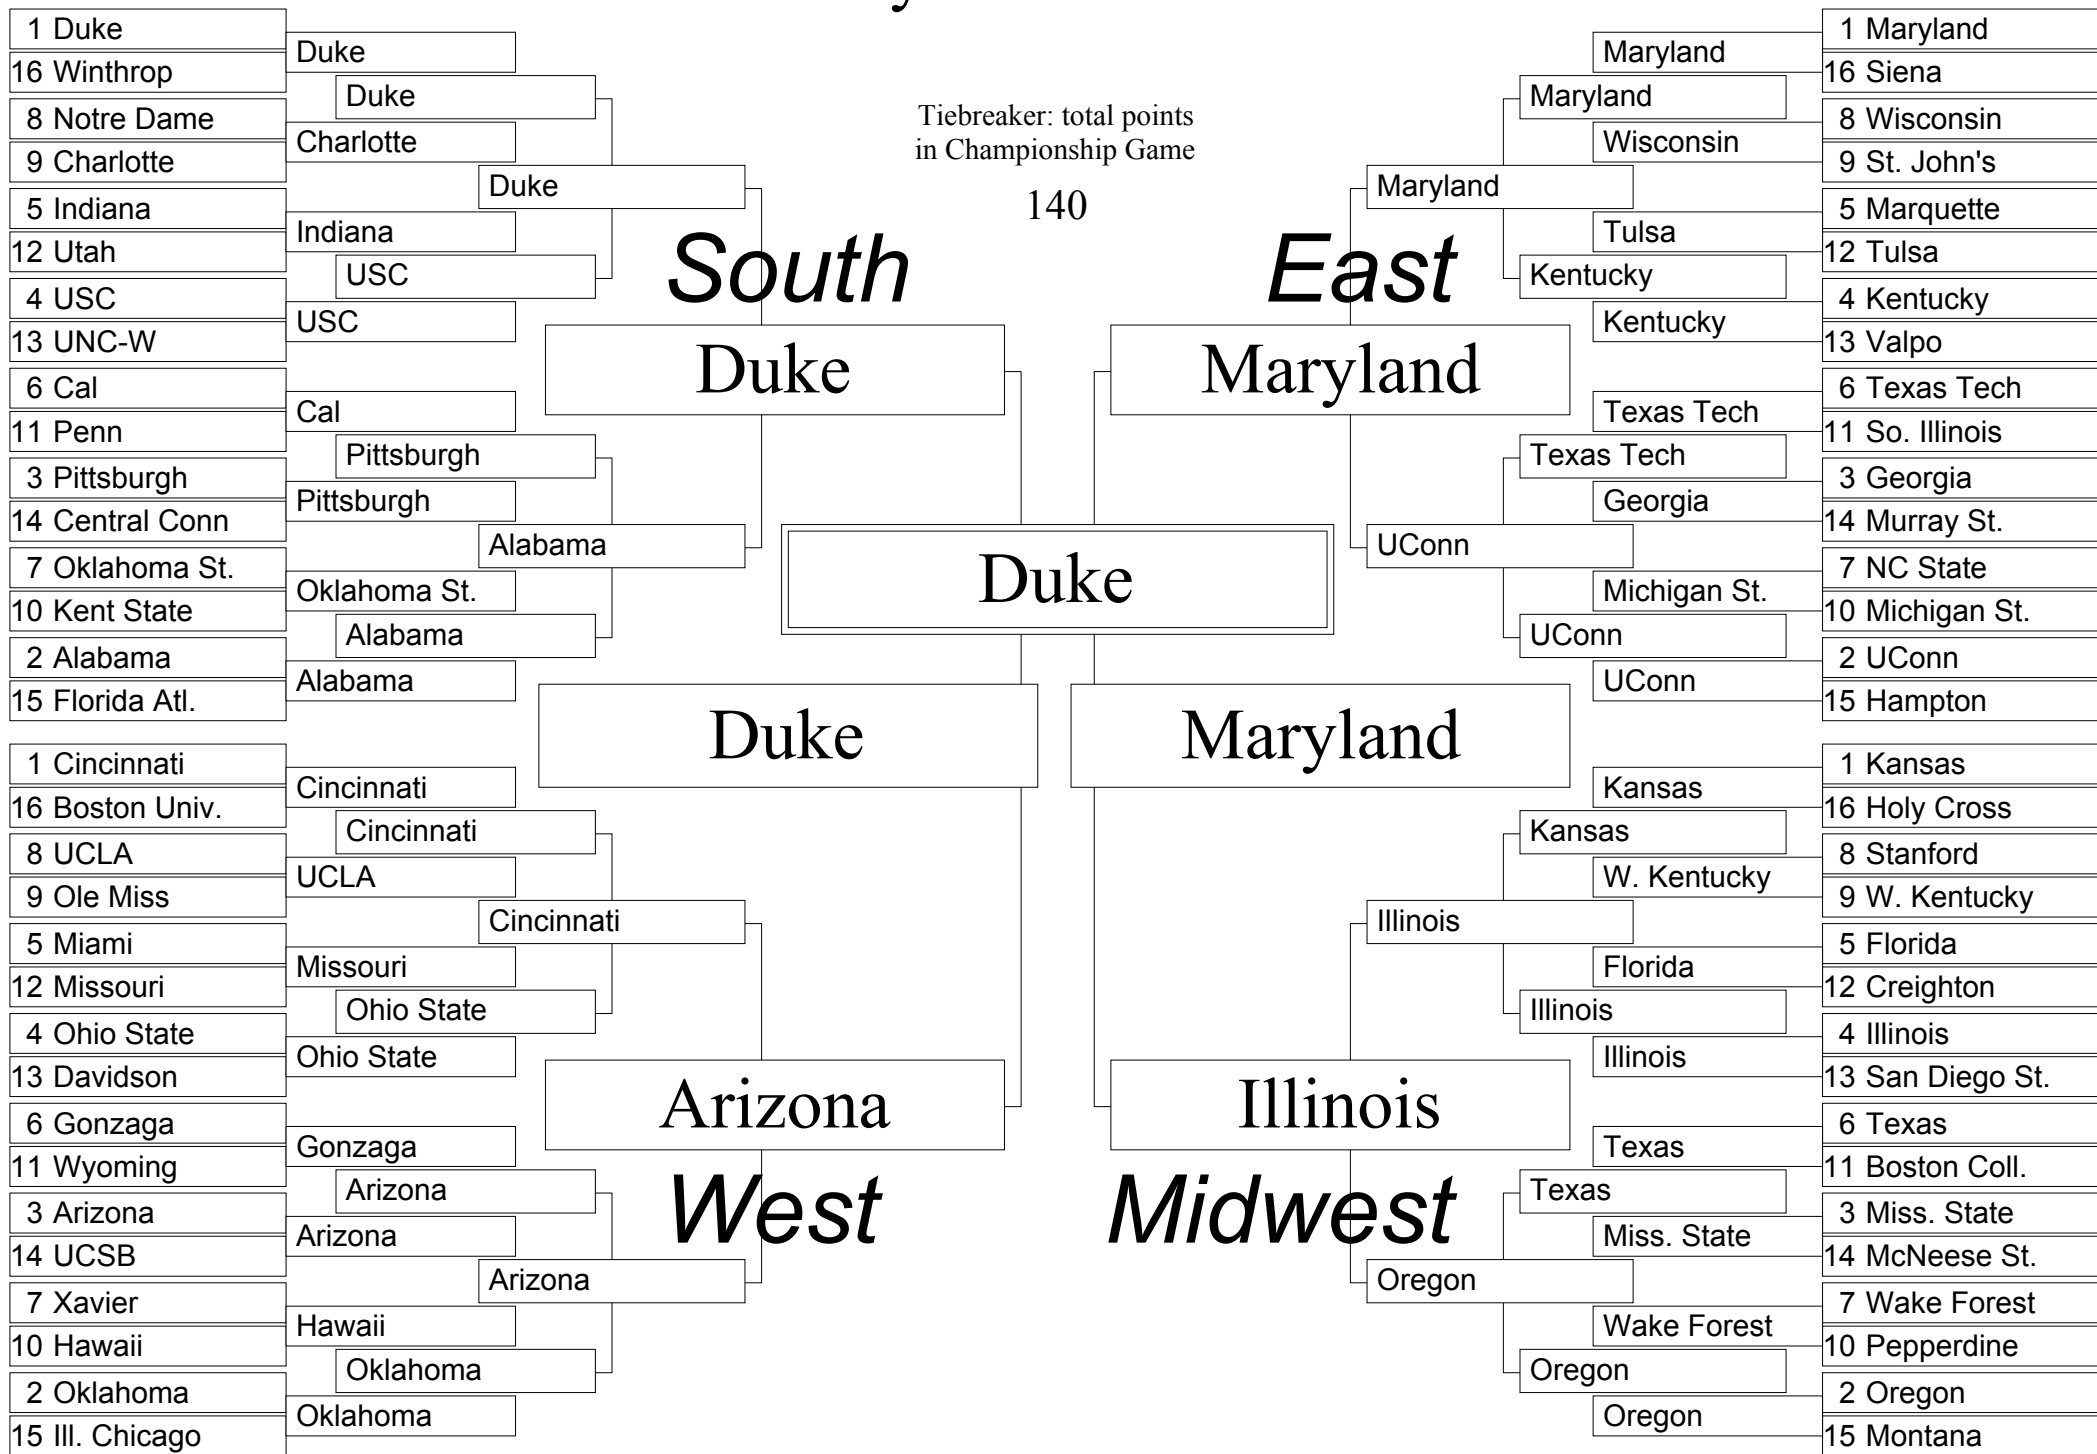 1 Duke
16 Winthrop
8 Notre Dame
9 Charlotte
5 Indiana
12 Utah
4 USC
13 UNC-W
6 Cal
11 Penn
3 Pittsburgh
14 Central Conn
7 Oklahoma St.
10 Kent State
2 Alabama
15 Florida Atl.
Duke
Charlotte
Indiana
USC
Cal
Pittsburgh
Oklahoma St.
Alabama
Duke
USC
Pittsburgh
Alabama
Duke
Alabama
South
Duke
1 Cincinnati
16 Boston Univ.
8 UCLA
9 Ole Miss
5 Miami
12 Missouri
4 Ohio State
13 Davidson
6 Gonzaga
11 Wyoming
3 Arizona
14 UCSB
7 Xavier
10 Hawaii
2 Oklahoma
15 Ill. Chicago
Cincinnati
UCLA
Missouri
Ohio State
Gonzaga
Arizona
Hawaii
Oklahoma
Cincinnati
Ohio State
Arizona
Oklahoma
Cincinnati
Arizona
Arizona
West
Tiebreaker: total points
in Championship Game
140
Duke
Duke
Maryland
1 Maryland
16 Siena
8 Wisconsin
9 St. John's
5 Marquette
12 Tulsa
4 Kentucky
13 Valpo
6 Texas Tech
11 So. Illinois
3 Georgia
14 Murray St.
7 NC State
10 Michigan St.
2 UConn
15 Hampton
Maryland
Wisconsin
Tulsa
Kentucky
Texas Tech
Georgia
Michigan St.
UConn
Maryland
Kentucky
Texas Tech
UConn
Maryland
UConn
East
Maryland
1 Kansas
16 Holy Cross
8 Stanford
9 W. Kentucky
5 Florida
12 Creighton
4 Illinois
13 San Diego St.
6 Texas
11 Boston Coll.
3 Miss. State
14 McNeese St.
7 Wake Forest
10 Pepperdine
2 Oregon
15 Montana
Kansas
W. Kentucky
Florida
Illinois
Texas
Miss. State
Wake Forest
Oregon
Kansas
Illinois
Texas
Oregon
Illinois
Oregon
Illinois
Midwest